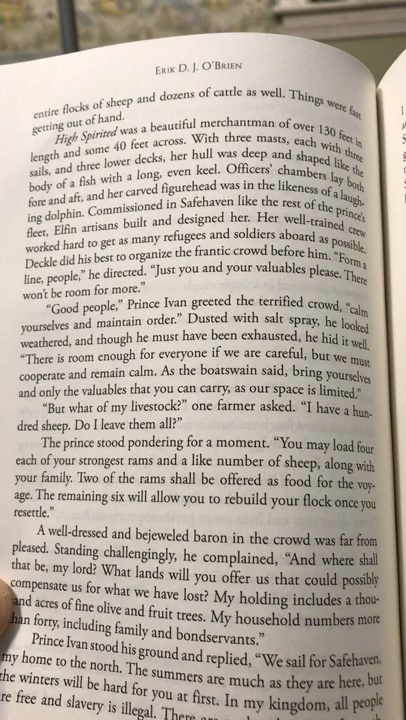 ERIK D. J. O'BRIEN
entire flocks of sheep and dozens of cattle as well. Things were fast
getting out of hand.
High Spirited was a beautiful merchantman of over 130 feet in
length and some 40 feet across. With three masts, each with three
sails, and three lower decks, her hull was deep and shaped like the
body of a fish with a long, even keel. Officers' chambers lay both
fore and aft, and her carved figurehead was in the likeness of a laugh-
ing dolphin. Commissioned in Safehaven like the rest of the prince's
fleet, Elfin artisans built and designed her. Her well-trained crew
worked hard to get as many refugees and soldiers aboard as possible.
Deckle did his best to organize the frantic crowd before him. "Form a
line, people," he directed. "Just you and your valuables please. There
won't be room for more."
"Good people," Prince Ivan greeted the terrified crowd, "calm
yourselves and maintain order." Dusted with salt spray, he looked
weathered, and though he must have been exhausted, he hid it well.
"There is room enough for everyone if we are careful, but we must
cooperate and remain calm. As the boatswain said, bring yourselves
and only the valuables that you can carry, as our space is limited."
"But what of my livestock?" one farmer asked. "I have a hun-
dred sheep. Do I leave them all?"
The prince stood pondering for a moment. "You may load four
each of your strongest rams and a like number of sheep, along with
your family. Two of the rams shall be offered as food for the voy-
age. The remaining six will allow you to rebuild your flock once you
resettle."
A well-dressed and bejeweled baron in the crowd was far from
pleased. Standing challengingly, he complained, "And where shall
that be, my lord? What lands will you offer us that could possibly
compensate us for what we have lost? My holding includes a thou-
and acres of fine olive and fruit trees. My household numbers more
han forty, including family and bondservants."
Prince Ivan stood his ground and replied, "We sail for Safehaven,
my home to the north. The summers are much as they are here, but
the winters will be hard for you at first. In my kingdom, all people
re free and slavery is illegal. There